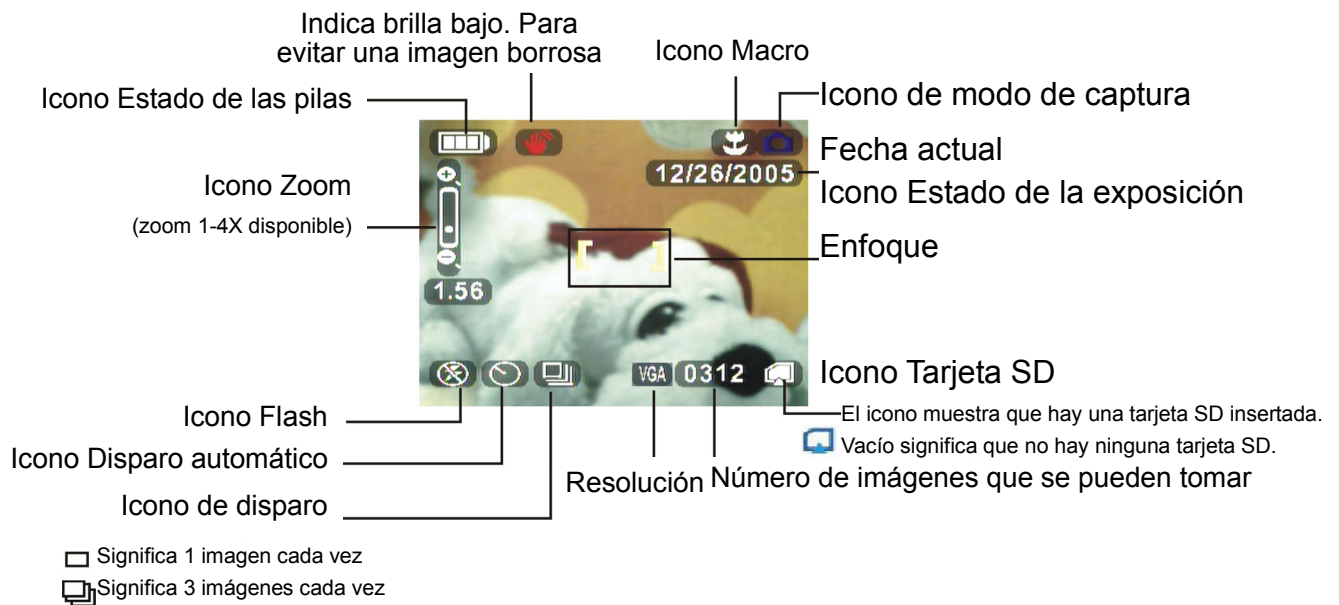 Indica brilla bajo. Para
evitar una imagen borrosa
Icono Macro
Icono Estado de las pilas
Icono de modo de captura
Fecha actual
12/26/2005
Icono Zoom
(zoom 1-4X disponible)
Icono Estado de la exposición
Enfoque
1.56
VGA 0312
Icono Tarjeta SD
El icono muestra que hay una tarjeta SD insertada.
Vacío significa que no hay ninguna tarjeta SD.
Icono Flash
Icono Disparo automático
Resolución
Número de imágenes que se pueden tomar
Icono de disparo
Significa 1 imagen cada vez
Significa 3 imágenes cada vez